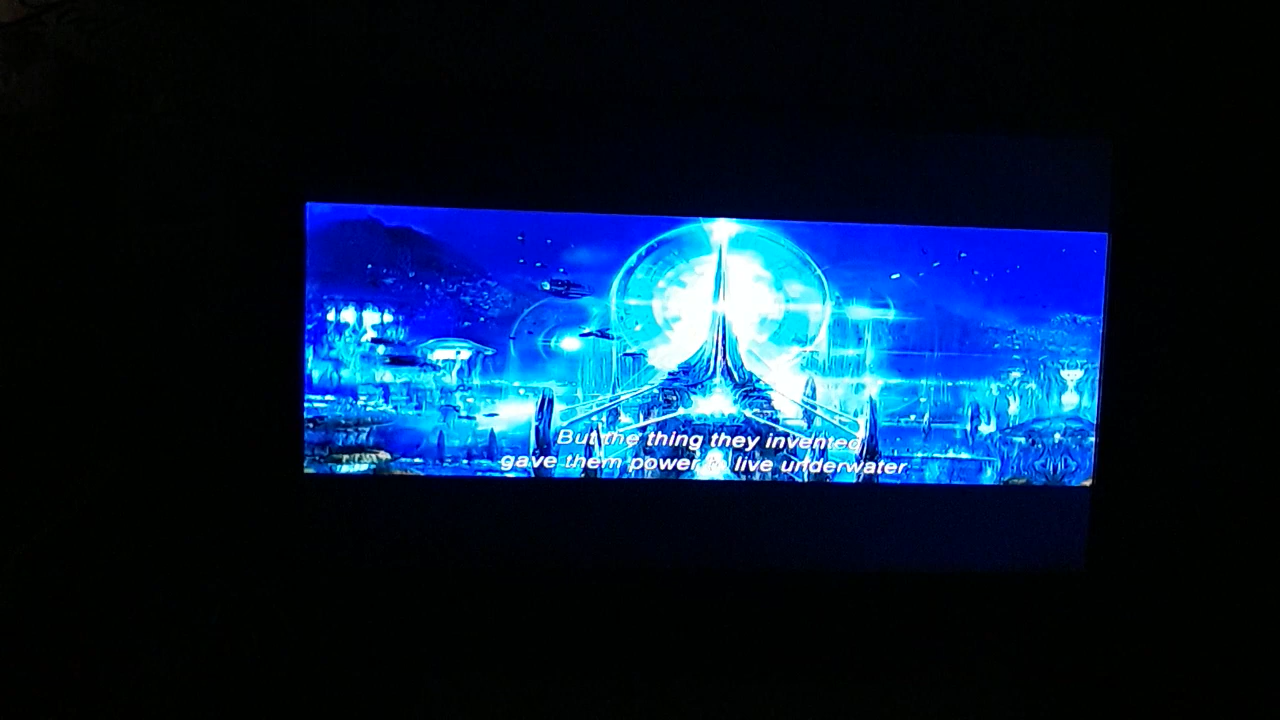 But the thing they invented
gave them power to live underwater